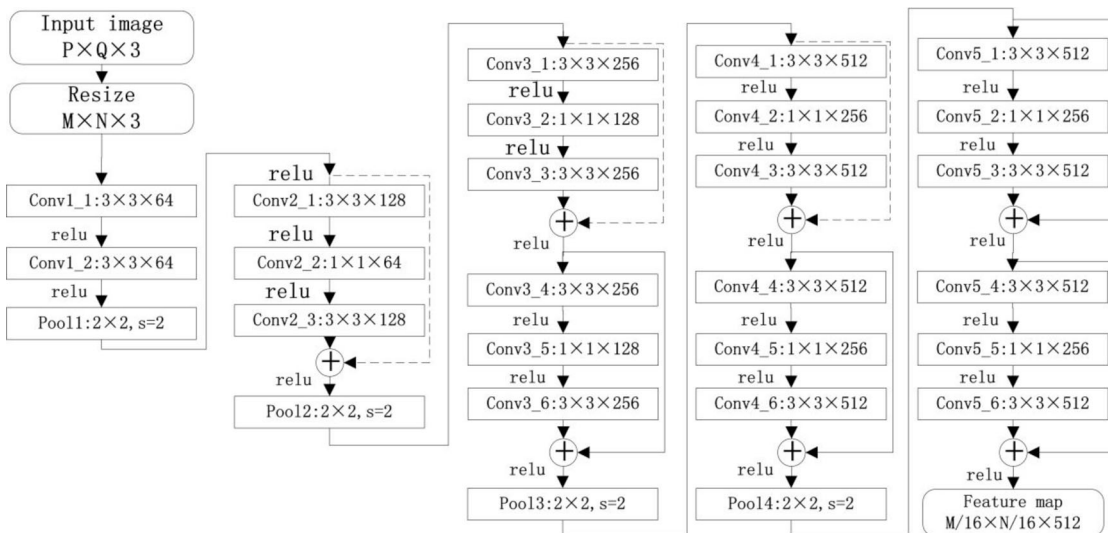 Input image
P×Q×3
Resize
M×N×3
Conv1_1:3×3×64
relu
Conv1_2:3×3×64
relu
Pool1:2×2,s=2
relu
Conv2_1:3×3×128
relu
Conv2_2:1×1×64
relu
Conv2_3:3×3×128
+
relu
Pool2:2×2,s=2
Conv3_1:3×3×256
relu
Conv3_2:1×1×128
relu
Conv3_3:3×3×256
+
relu
Conv3_4:3×3×256
relu
Conv3_5:1×1×128
relu
Conv3_6:3×3×256
+
relu
Pool3:2×2,s=2
Conv4_1:3×3×512
relu
Conv4_2:1×1×256
relu
Conv4_3:3×3×512
+
relu
Conv4_4:3×3×512
relu
Conv4_5:1×1×256
relu
Conv4_6:3×3×512
+
relu
Pool4:2×2,s=2
Conv5_1:3×3×512
relu
Conv5_2:1×1×256
relu
Conv5_3:3×3×512
+
relu
Conv5_4:3×3×512
relu
Conv5_5:1×1×256
relu
Conv5_6:3×3×512
+
relu
Feature map
M/16×N/16×512